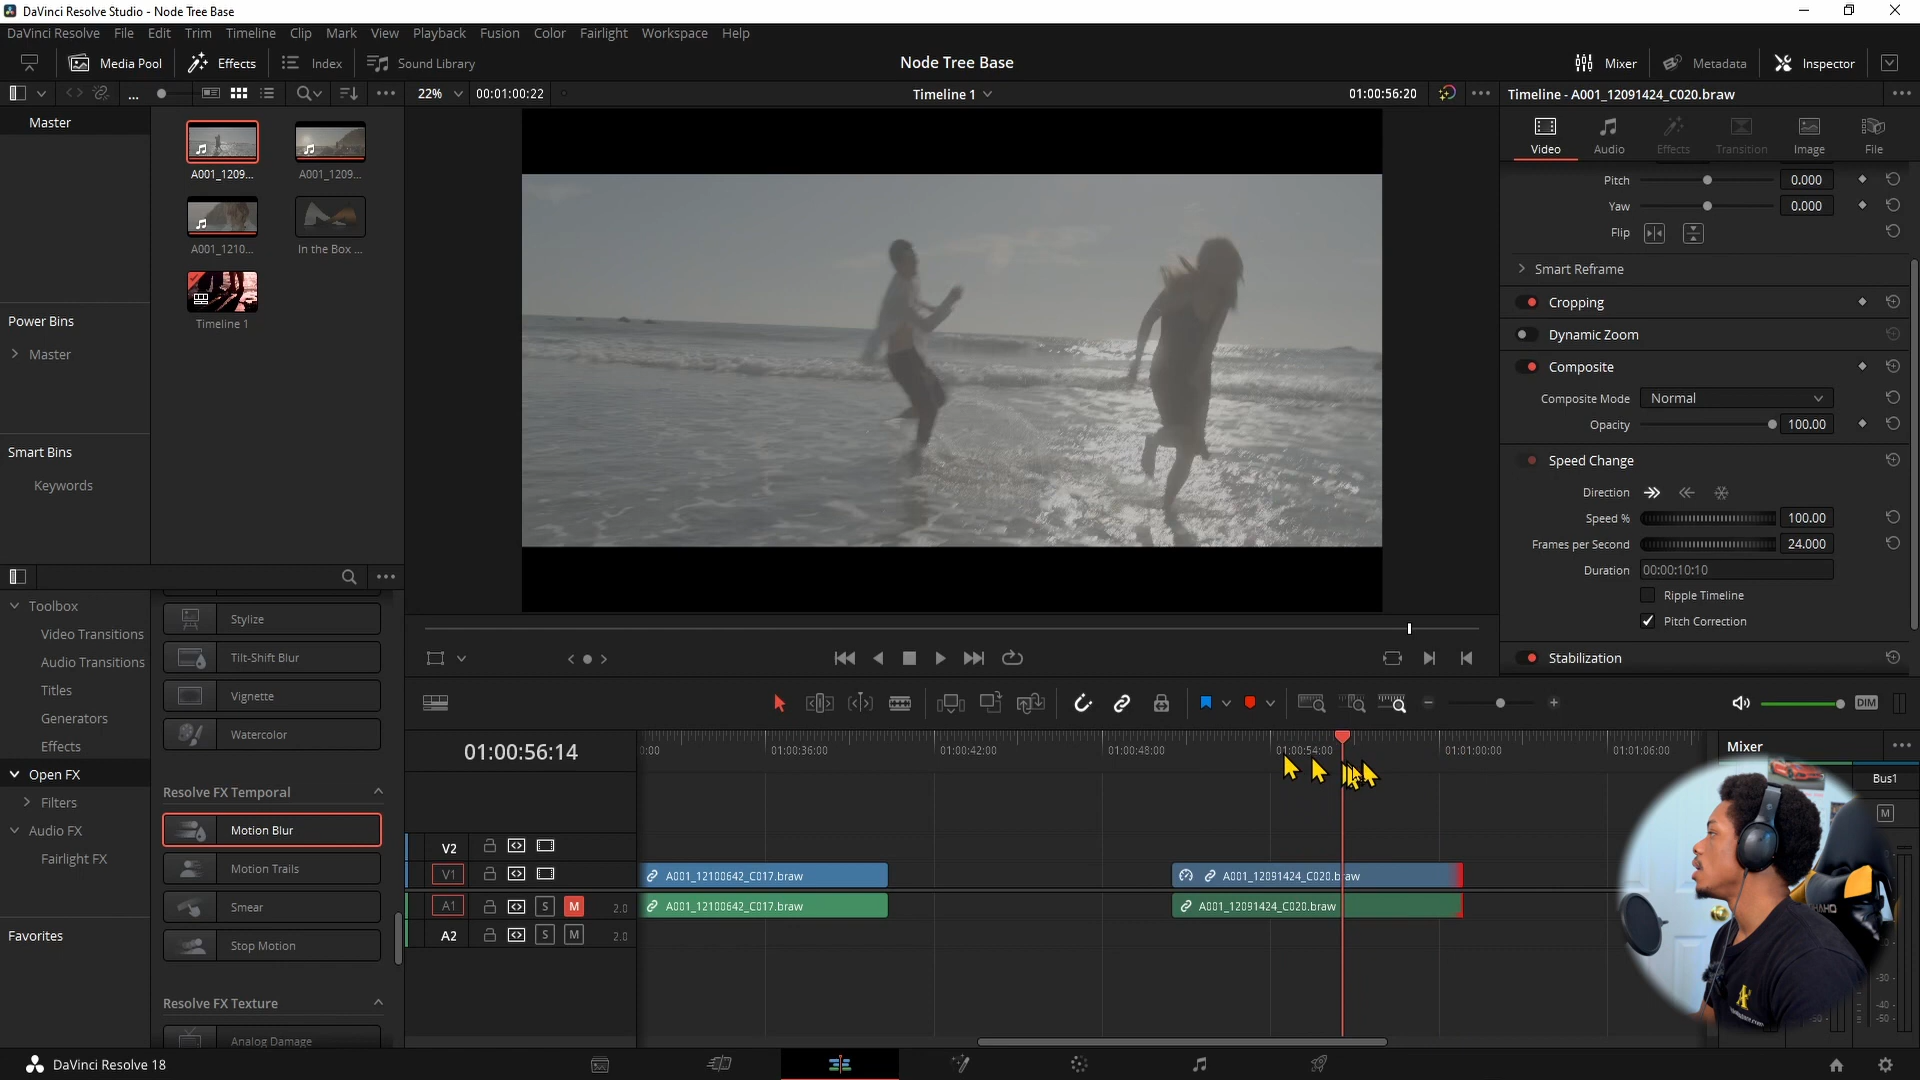 DaVinci Resolve Studio - Node Tree Base
DaVinci Resolve File Edit Trim Timeline Clip Mark View Playback Fusion Color Fairlight Workspace Help
Media Pool Effects Index Sound Library Node Tree Base Mixer Metadata Inspector
... 22% 00:01:00:22 Timeline 1 01:00:56:20 Timeline - A001_12091424_C020.braw
Master
Power Bins
Master
Smart Bins
Keywords
A001_1209... A001_1209...
A001_1210... In the Box ...
Timeline 1
Video Audio Effects Transition Image File
Pitch 0.000
Yaw 0.000
Flip
Smart Reframe
Cropping
Dynamic Zoom
Composite
Composite Mode Normal
Opacity 100.00
Speed Change
Direction
Speed % 100.00
Frames per Second 24.000
Duration 00:00:10:10
Ripple Timeline
Pitch Correction
Stabilization
Toolbox
Video Transitions
Audio Transitions
Titles
Generators
Effects
Open FX
Filters
Audio FX
Fairlight FX
Favorites
Stylize
Tilt-Shift Blur
Vignette
Watercolor
Resolve FX Temporal
Motion Blur
Motion Trails
Smear
Stop Motion
Resolve FX Texture
Analog Damage
DIM
01:00:56:14
0:00 01:00:36:00 01:00:42:00 01:00:48:00 01:00:54:00 01:01:00:00 01:01:06:00
Mixer
Bus1
M
V2
V1 A001_12100642_C017.braw A001_12091424_C020.braw
A1 S M 2.0 A001_12100642_C017.braw A001_12091424_C020.braw
A2 S M 2.0
-30
-40
-50
DaVinci Resolve 18